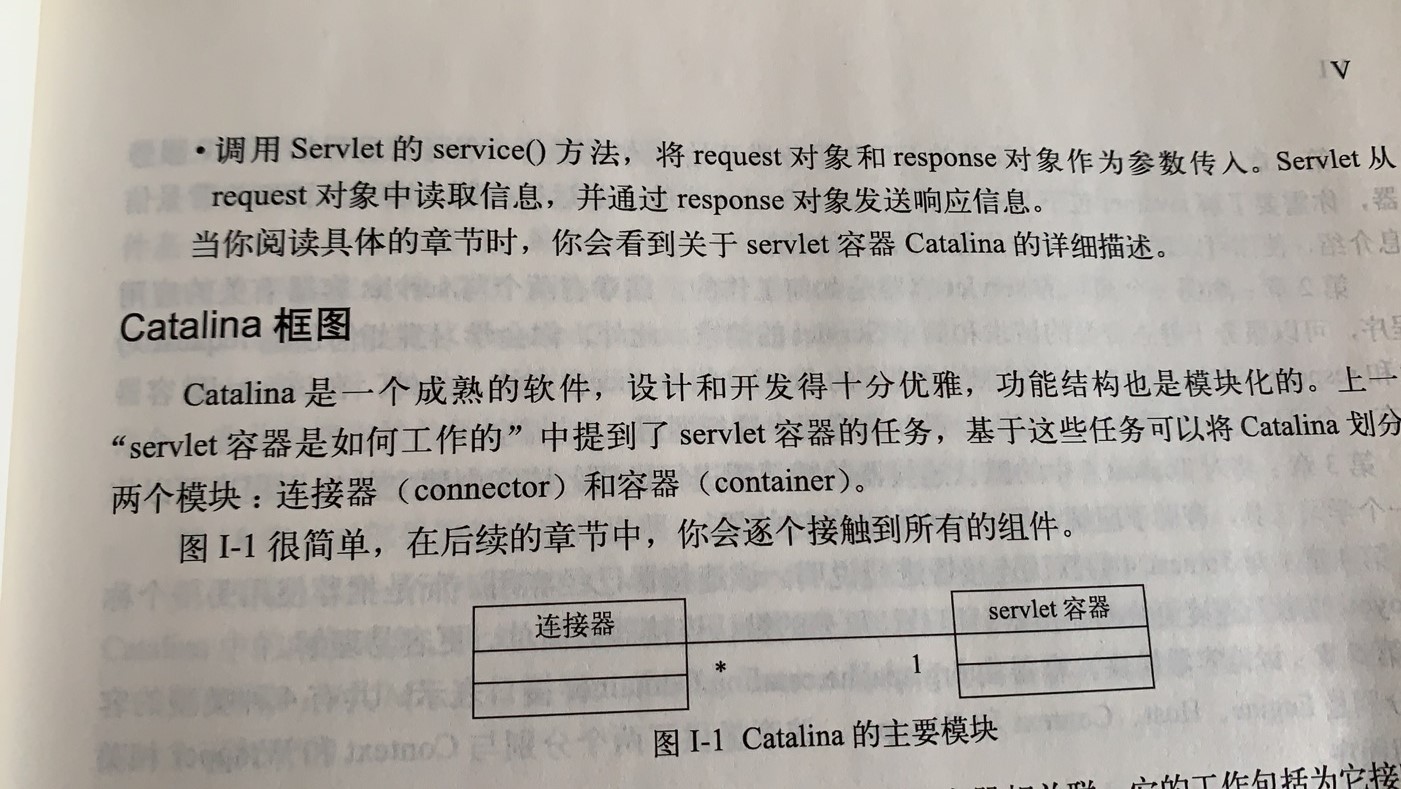 V
• 调用 Servlet 的 service() 方法，将 request 对象和 response 对象作为参数传入。Servlet 从
request 对象中读取信息，并通过 response 对象发送响应信息。
当你阅读具体的章节时，你会看到关于 servlet 容器 Catalina 的详细描述。
Catalina 框图
Catalina 是一个成熟的软件，设计和开发得十分优雅，功能结构也是模块化的。上一
“servlet 容器是如何工作的”中提到了 servlet 容器的任务，基于这些任务可以将 Catalina 划分
两个模块：连接器（connector）和容器（container）。
图 I-1 很简单，在后续的章节中，你会逐个接触到所有的组件。
连接器
servlet 容器
* 1
图 I-1 Catalina 的主要模块
它的工作包括为它接